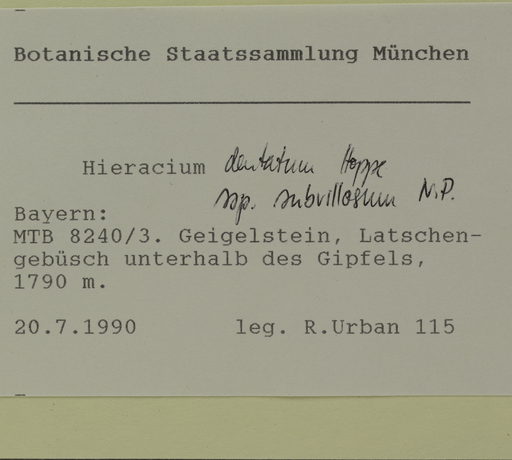 Botanische Staatssammlung München
Hieracium dentatum Hoppe
ssp. subvillosum N.P.
Bayern:
MTB 8240/3. Geigelstein, Latschen-
gebüsch unterhalb des Gipfels,
1790 m.
20.7.1990 leg. R.Urban 115